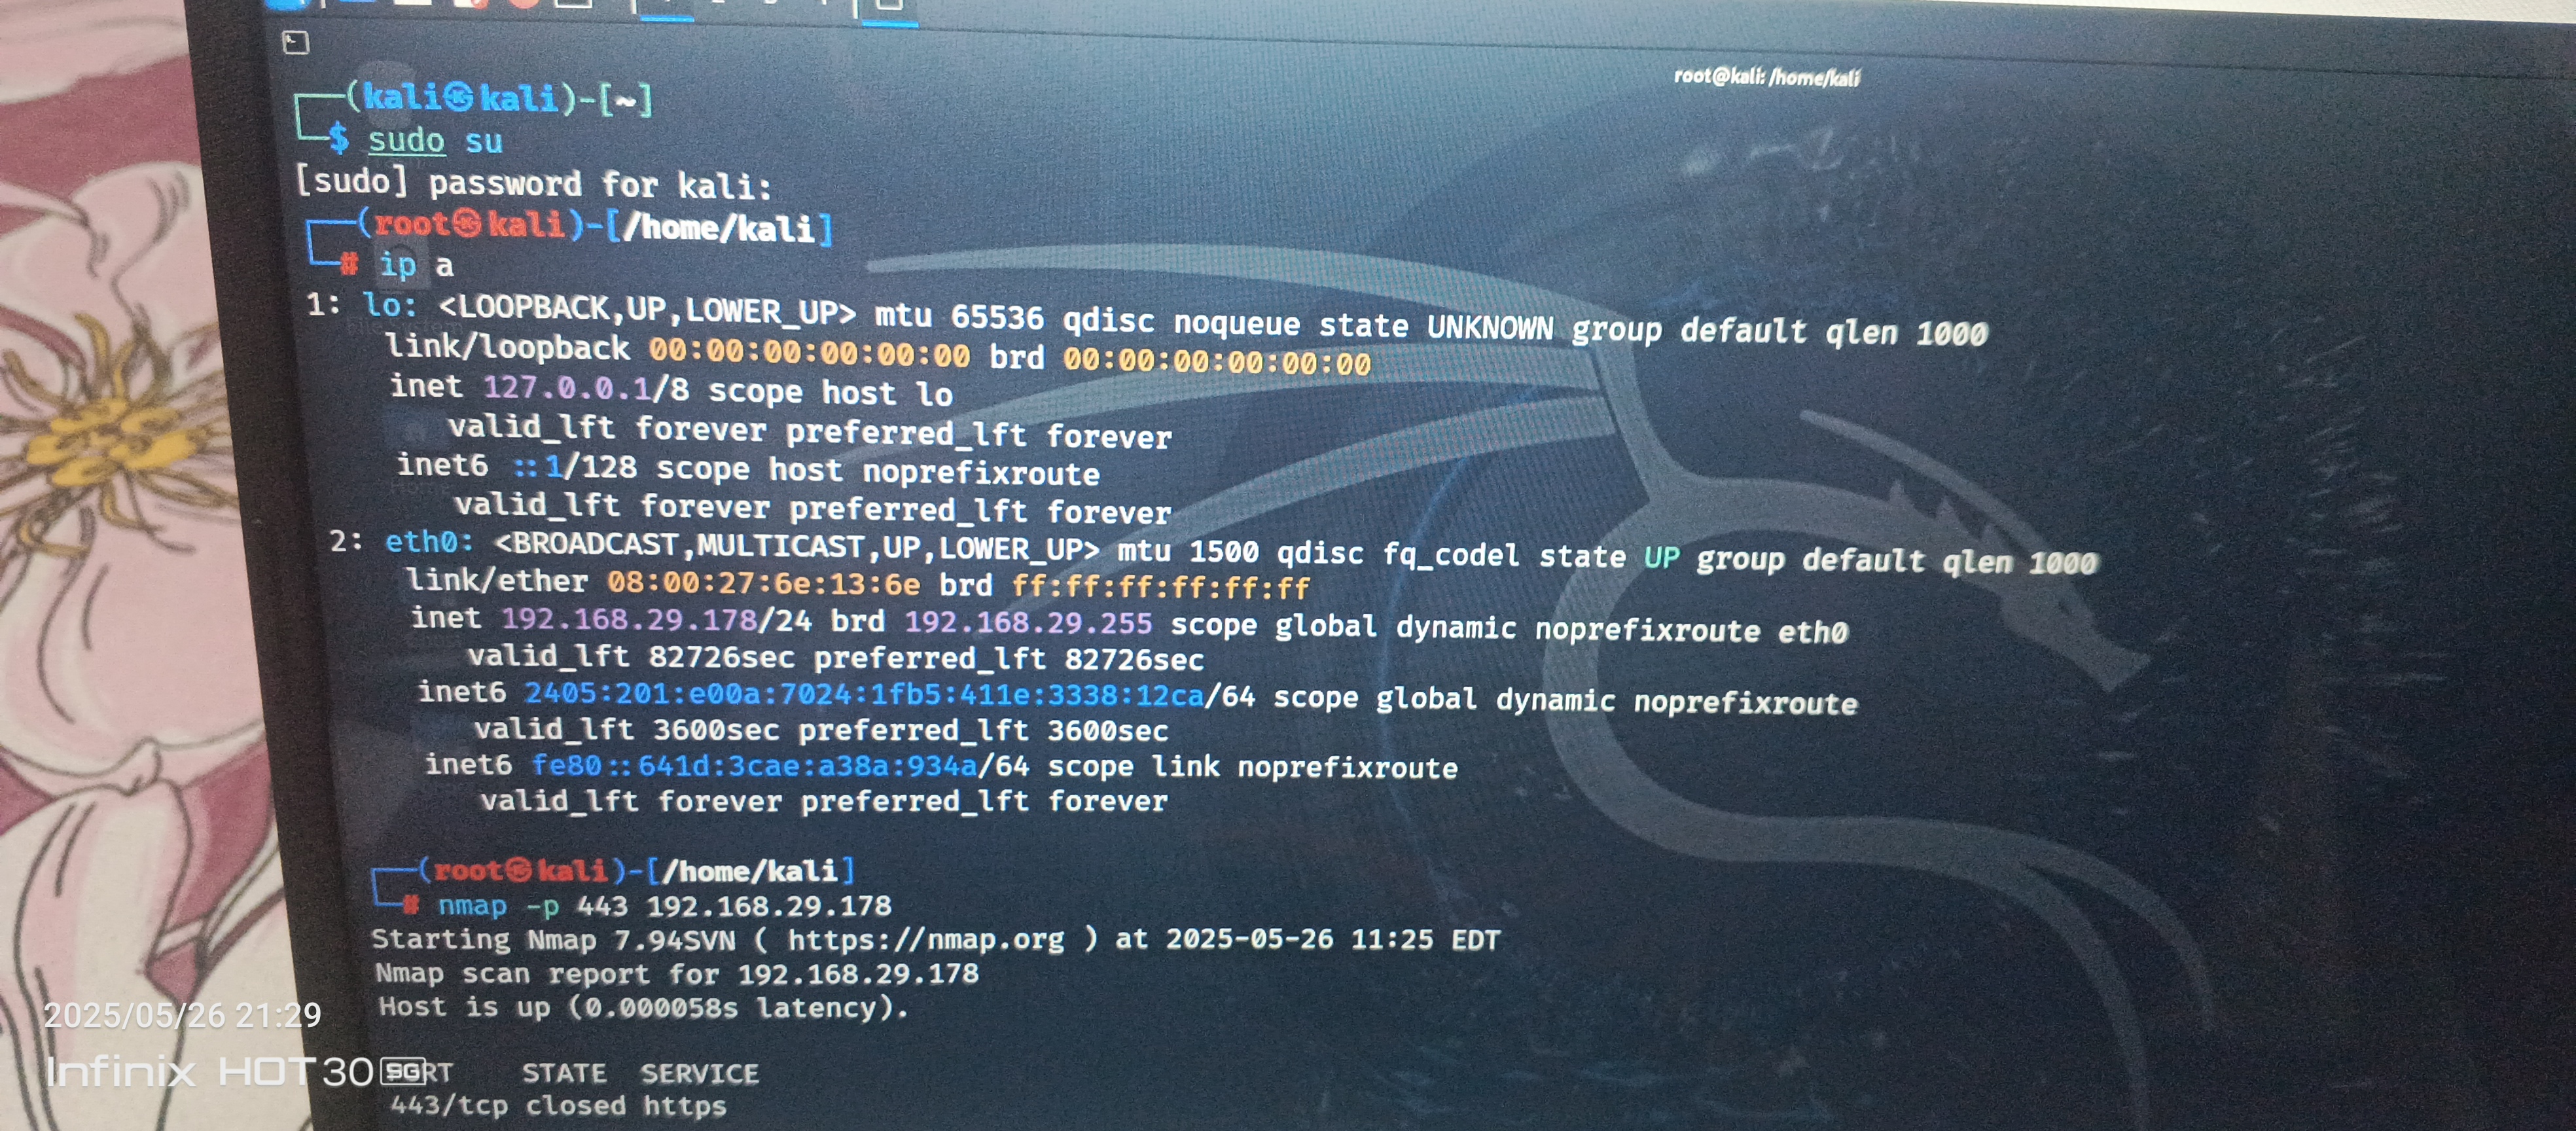 root@kali: /home/kali
(kali㉿kali)-[~]
$ sudo su
[sudo] password for kali:
(root㉿kali)-[/home/kali]
# ip a
1: lo: <LOOPBACK,UP,LOWER_UP> mtu 65536 qdisc noqueue state UNKNOWN group default qlen 1000
link/loopback 00:00:00:00:00:00 brd 00:00:00:00:00:00
inet 127.0.0.1/8 scope host lo
valid_lft forever preferred_lft forever
inet6 ::1/128 scope host noprefixroute
valid_lft forever preferred_lft forever
2: eth0: <BROADCAST,MULTICAST,UP,LOWER_UP> mtu 1500 qdisc fq_codel state UP group default qlen 1000
link/ether 08:00:27:6e:13:6e brd ff:ff:ff:ff:ff:ff
inet 192.168.29.178/24 brd 192.168.29.255 scope global dynamic noprefixroute eth0
valid_lft 82726sec preferred_lft 82726sec
inet6 2405:201:e00a:7024:1fb5:411e:3338:12ca/64 scope global dynamic noprefixroute
valid_lft 3600sec preferred_lft 3600sec
inet6 fe80::641d:3cae:a38a:934a/64 scope link noprefixroute
valid_lft forever preferred_lft forever
(root㉿kali)-[/home/kali]
# nmap -p 443 192.168.29.178
Starting Nmap 7.94SVN ( https://nmap.org ) at 2025-05-26 11:25 EDT
Nmap scan report for 192.168.29.178
Host is up (0.000058s latency).
PORT STATE SERVICE
443/tcp closed https
2025/05/26 21:29
Infinix HOT 30 5G